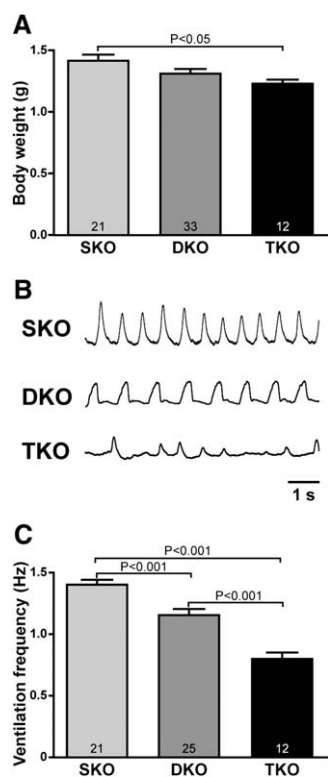 A
P<0.05
Body weight (g)
1.5
1.0
0.5
0.0
21
33
12
SKO
DKO
TKO
B
SKO
DKO
TKO
1 s
C
P<0.001
P<0.001
P<0.001
Ventilation frequency (Hz)
1.5
1.0
0.5
0
21
25
12
SKO
DKO
TKO